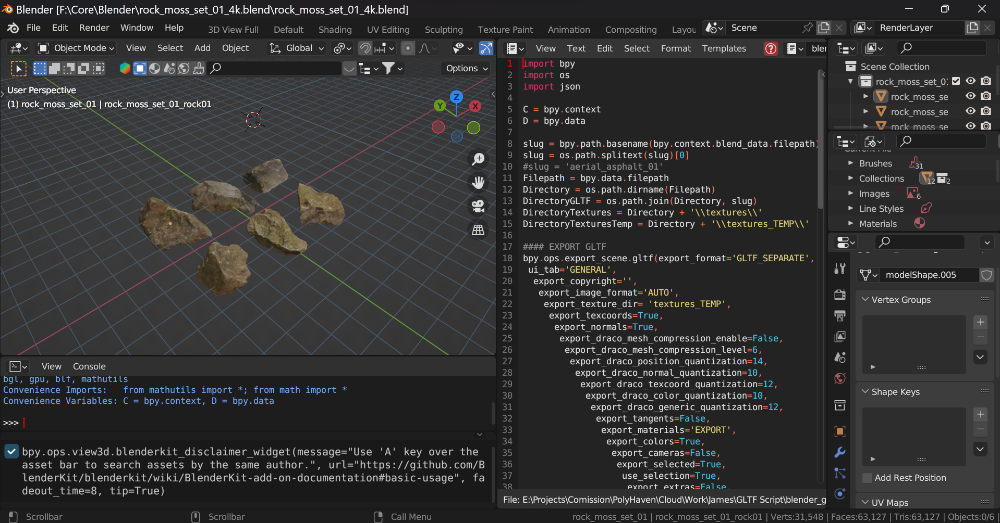 Blender [F:\Core\Blender\rock_moss_set_01_4k.blend\rock_moss_set_01_4k.blend]
File Edit Render Window Help 3D View Full Default Shading UV Editing Sculpting Texture Paint Animation Compositing Layou Scene RenderLayer
Object Mode View Select Add Object Global
Options
User Perspective
(1) rock_moss_set_01 | rock_moss_set_01_rock01
Z
Y
X
View Console
bgl, gpu, blf, mathutils
Convenience Imports: from mathutils import *; from math import *
Convenience Variables: C = bpy.context, D = bpy.data
>>>
bpy.ops.view3d.blenderkit_disclaimer_widget(message="Use 'A' key over the
asset bar to search assets by the same author.", url="https://github.com/B
lenderKit/blenderkit/wiki/BlenderKit-add-on-documentation#basic-usage", fa
deout_time=8, tip=True)
View Text Edit Select Format Templates ? bler
1 import bpy
2 import os
3 import json
4
5 C = bpy.context
6 D = bpy.data
7
8 slug = bpy.path.basename(bpy.context.blend_data.filepath)
9 slug = os.path.splitext(slug)[0]
10 #slug = 'aerial_asphalt_01'
11 Filepath = bpy.data.filepath
12 Directory = os.path.dirname(Filepath)
13 DirectoryGLTF = os.path.join(Directory, slug)
14 DirectoryTextures = Directory + '\\textures\\'
15 DirectoryTexturesTemp = Directory + '\\textures_TEMP\\'
16
17 #### EXPORT GLTF
18 bpy.ops.export_scene.gltf(export_format='GLTF_SEPARATE',
19 ui_tab='GENERAL',
20 export_copyright='',
21 export_image_format='AUTO',
22 export_texture_dir= 'textures_TEMP',
23 export_texcoords=True,
24 export_normals=True,
25 export_draco_mesh_compression_enable=False,
26 export_draco_mesh_compression_level=6,
27 export_draco_position_quantization=14,
28 export_draco_normal_quantization=10,
29 export_draco_texcoord_quantization=12,
30 export_draco_color_quantization=10,
31 export_draco_generic_quantization=12,
32 export_tangents=False,
33 export_materials='EXPORT',
34 export_colors=True,
35 export_cameras=False,
36 export_selected=True,
37 use_selection=True,
38 export_extras=False,
File: E:\Projects\Comission\PolyHaven\Cloud\Work\James\GLTF Script\blender_g
Scene Collection
rock_moss_set_01
rock_moss_se
rock_moss_se
rock_moss_se
Current File
Brushes 31
Collections 12 2
Images 6
Line Styles
Materials
modelShape.005
Vertex Groups
Shape Keys
Add Rest Position
UV Maps
Scrollbar Scrollbar Call Menu rock_moss_set_01 | rock_moss_set_01_rock01 | Verts:31,548 | Faces:63,127 | Tris:63,127 | Objects:0/6